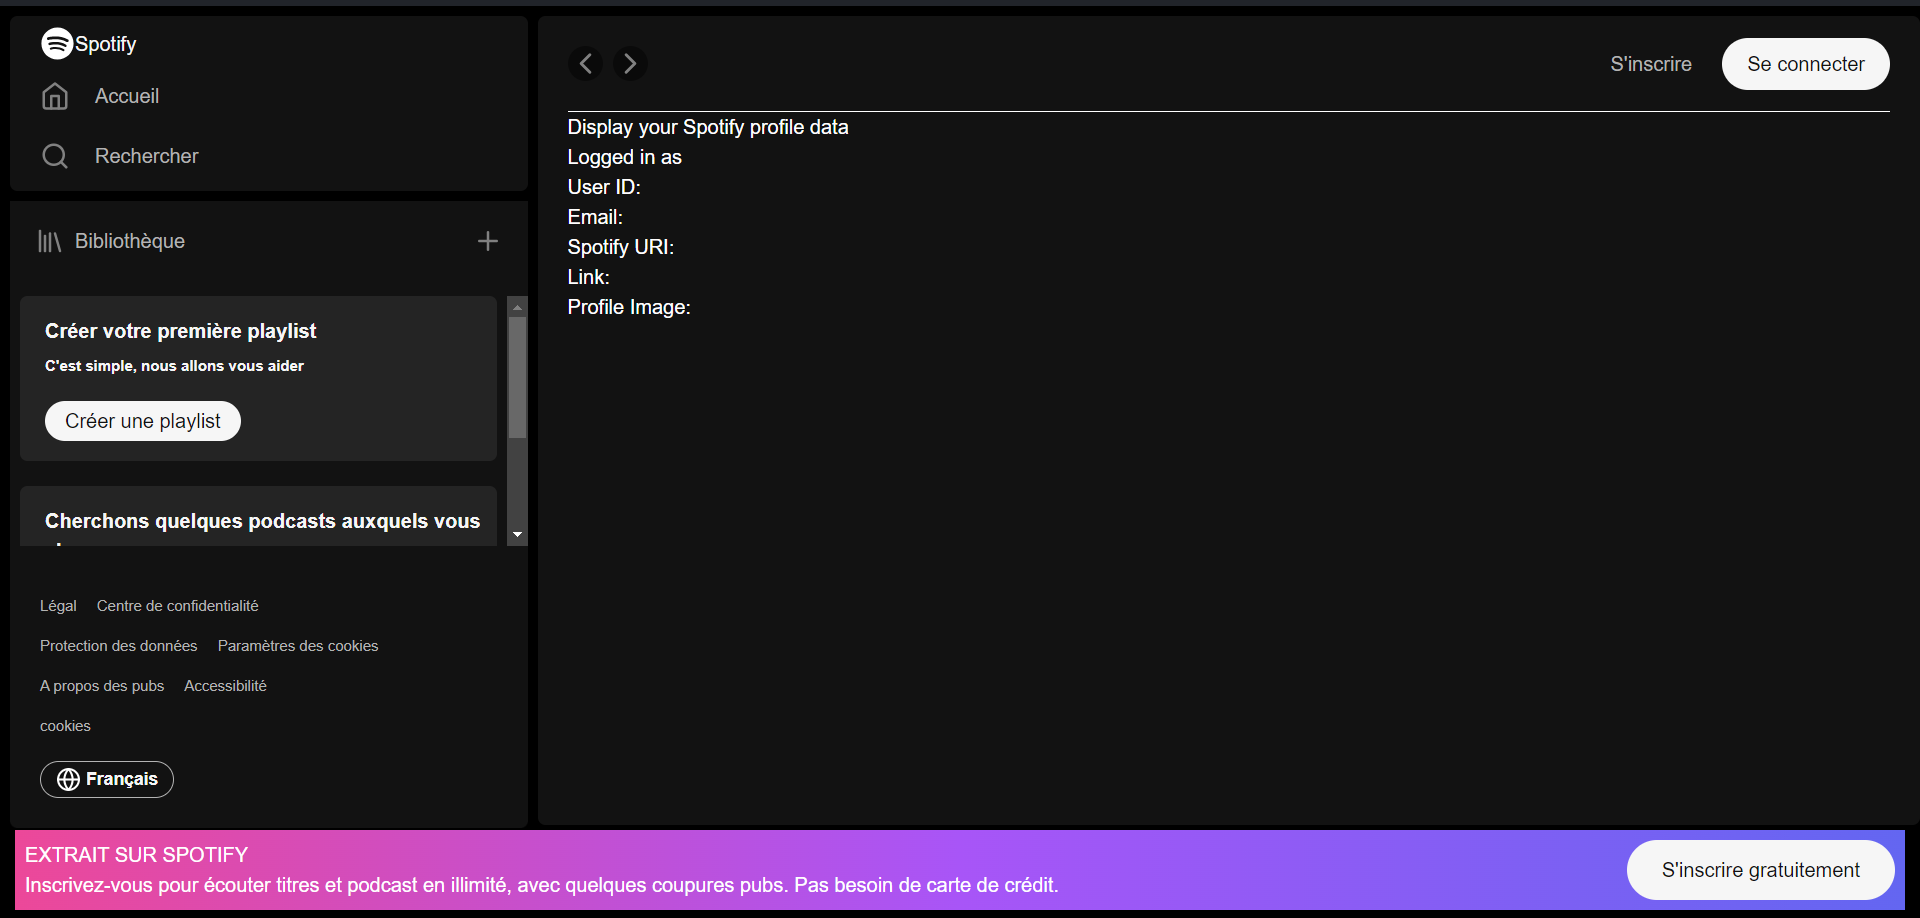 Spotify
Accueil
Rechercher
Bibliothèque
Créer votre première playlist
C'est simple, nous allons vous aider
Créer une playlist
Cherchons quelques podcasts auxquels vous
Légal Centre de confidentialité
Protection des données Paramètres des cookies
A propos des pubs Accessibilité
cookies
Français
S'inscrire Se connecter
Display your Spotify profile data
Logged in as
User ID:
Email:
Spotify URI:
Link:
Profile Image:
EXTRAIT SUR SPOTIFY
Inscrivez-vous pour écouter titres et podcast en illimité, avec quelques coupures pubs. Pas besoin de carte de crédit.
S'inscrire gratuitement